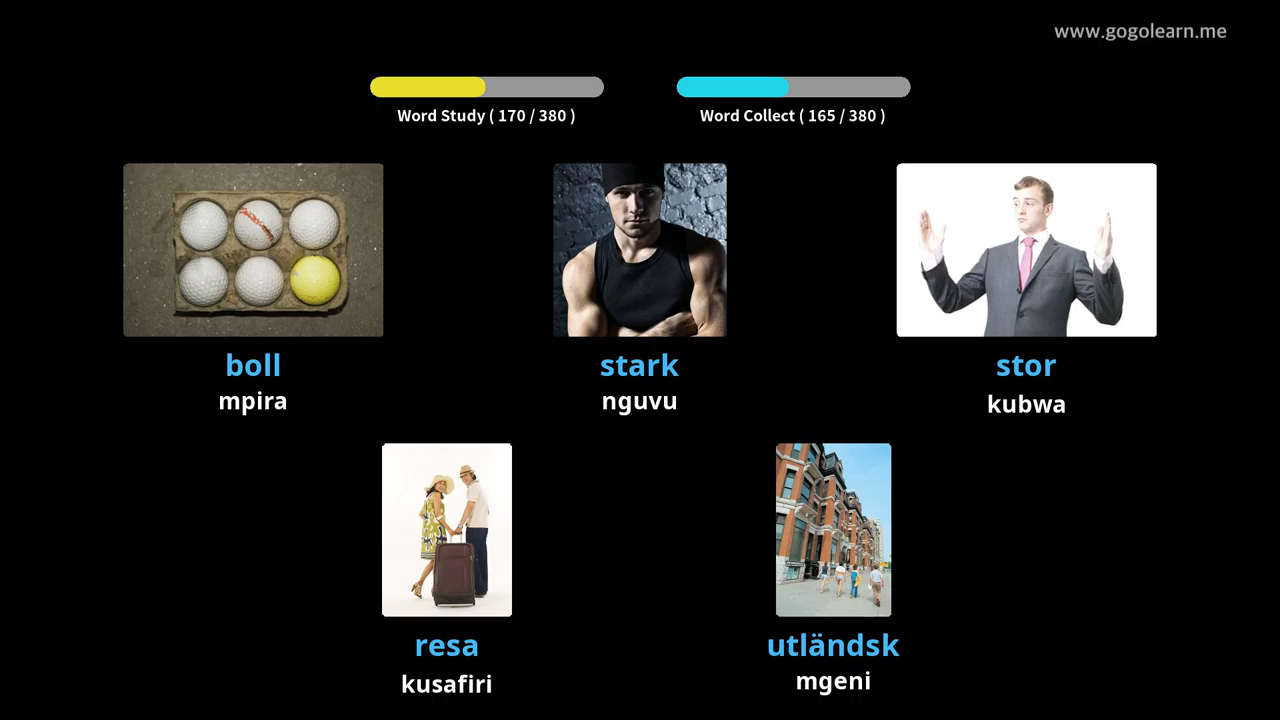 www.gogolearn.me
Word Study ( 170 / 380 )
Word Collect ( 165 / 380 )
boll
mpira
stark
nguvu
stor
kubwa
resa
kusafiri
utländsk
mgeni